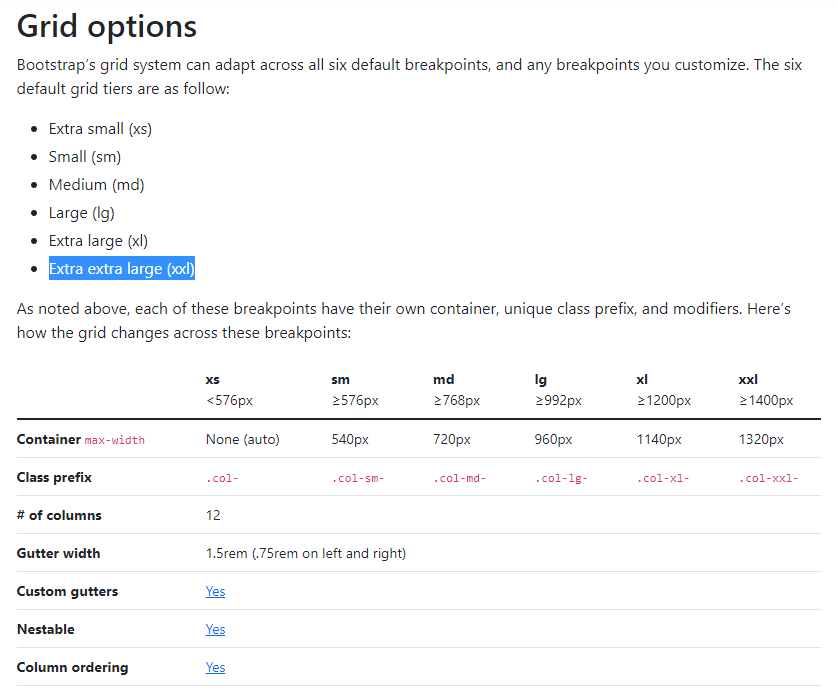 Grid options
Bootstrap’s grid system can adapt across all six default breakpoints, and any breakpoints you customize. The six
default grid tiers are as follow:
Extra small (xs)
Small (sm)
Medium (md)
Large (lg)
Extra large (xl)
Extra extra large (xxl)
As noted above, each of these breakpoints have their own container, unique class prefix, and modifiers. Here’s
how the grid changes across these breakpoints:
xs sm md lg xl xxl
<576px ≥576px ≥768px ≥992px ≥1200px ≥1400px
Container max-width None (auto) 540px 720px 960px 1140px 1320px
Class prefix .col- .col-sm- .col-md- .col-lg- .col-xl- .col-xxl-
# of columns 12
Gutter width 1.5rem (.75rem on left and right)
Custom gutters Yes
Nestable Yes
Column ordering Yes